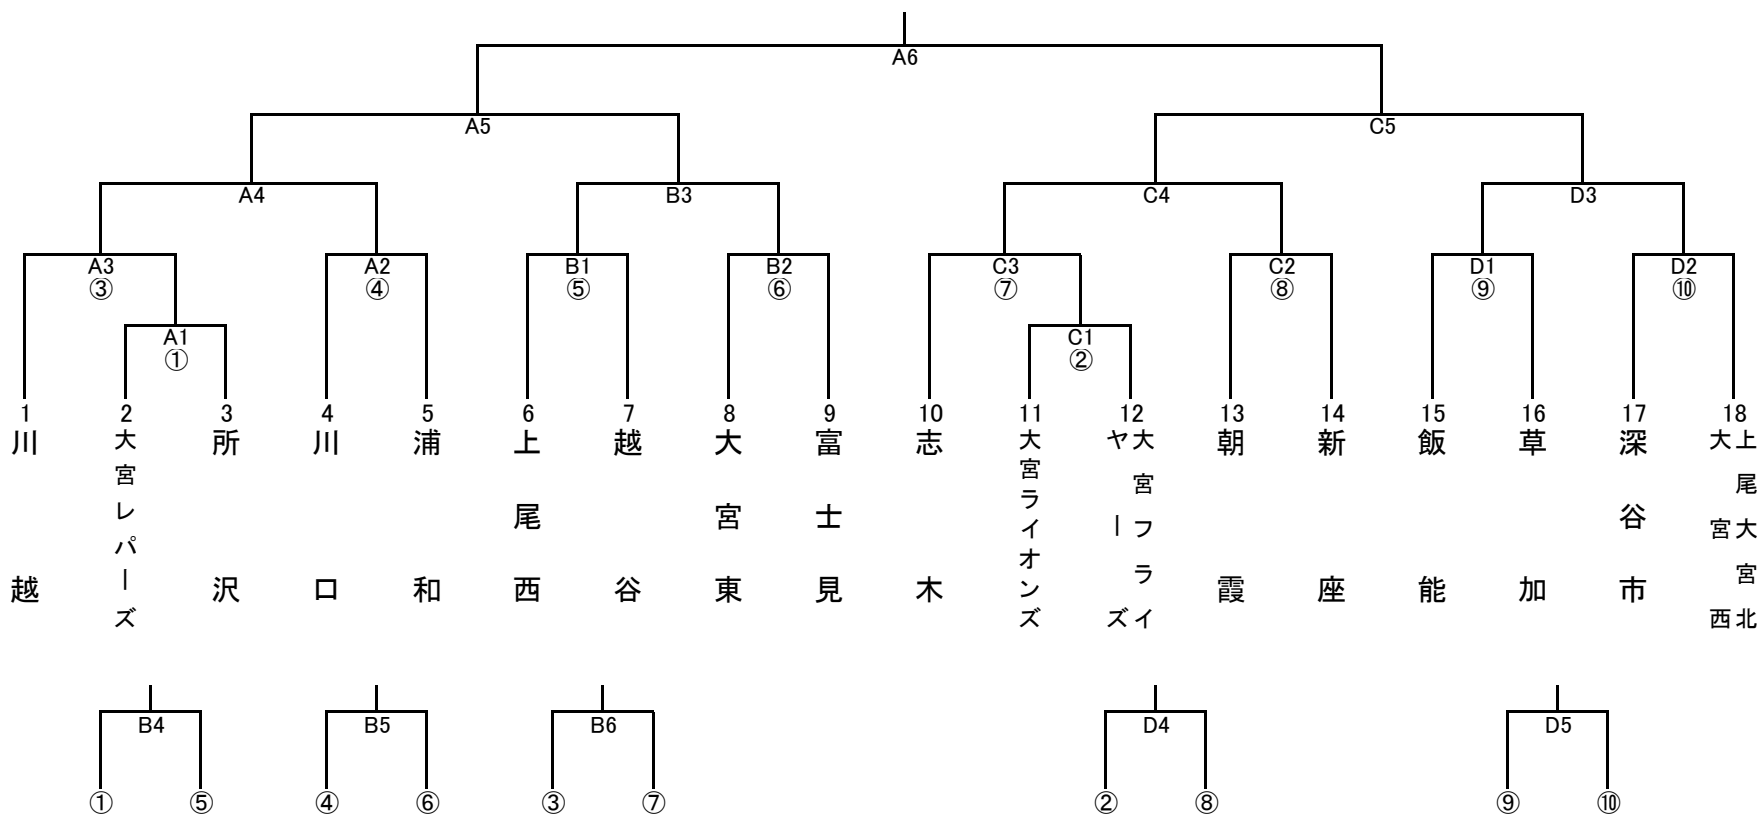 A6
A5
C5
A4
B3
C4
D3
A3
③
A2
④
B1
⑤
B2
⑥
C3
⑦
C2
⑧
D1
⑨
D2
⑩
A1
①
C1
②
1
川越
2
大宮レパーズ
3
所沢
4
川口
5
浦和
6
上尾西
7
越谷
8
大宮東
9
富士見
10
志木
11
大宮ライオンズ
12
大宮フライ
ヤーズ
13
朝霞
14
新座
15
飯能
16
草加
17
深谷市
18
上尾大宮北
大宮西
B4
B5
B6
D4
D5
① ⑤ ④ ⑥ ③ ⑦ ② ⑧ ⑨ ⑩